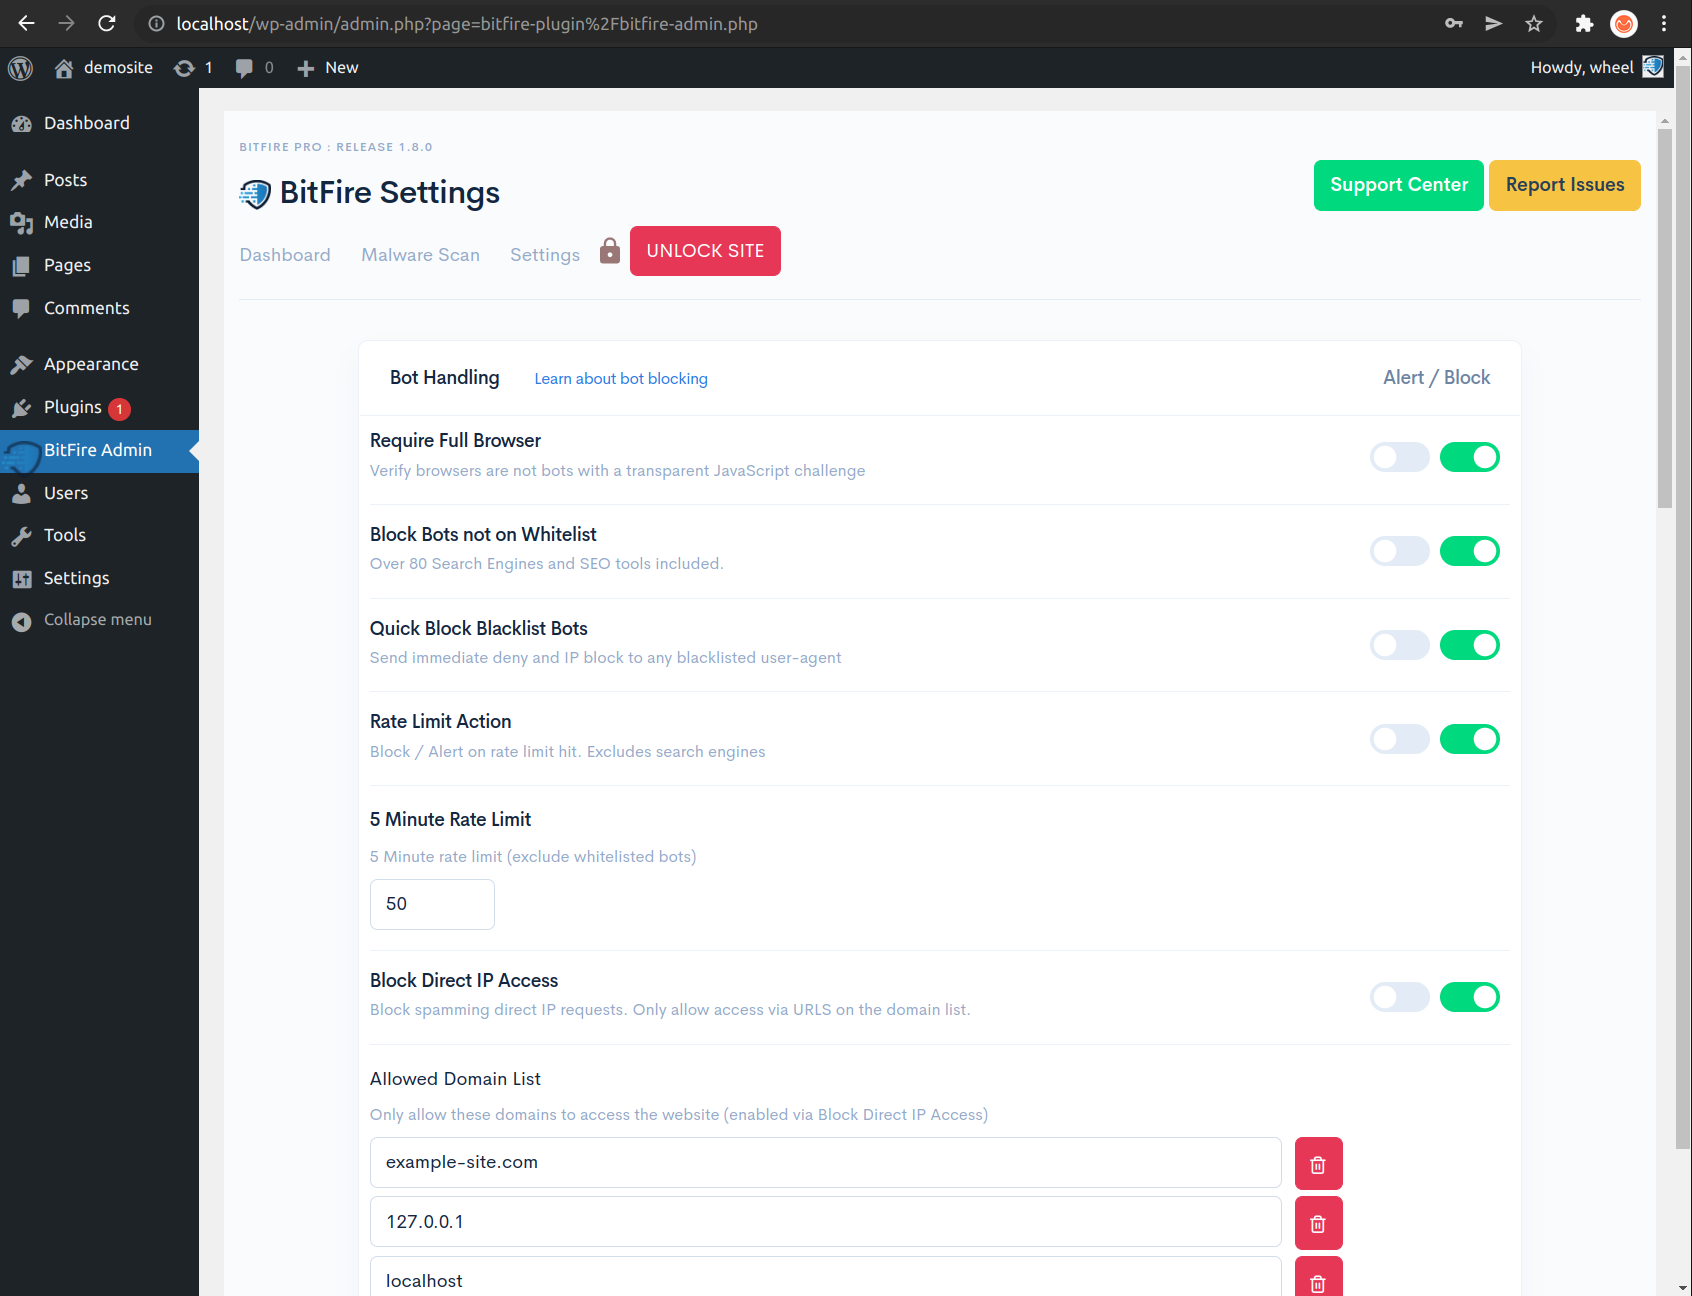 localhost/wp-admin/admin.php?page=bitfire-plugin%2Fbitfire-admin.php
demosite 1 0 New Howdy, wheel
Dashboard
Posts
Media
Pages
Comments
Appearance
Plugins 1
BitFire Admin
Users
Tools
Settings
Collapse menu
BITFIRE PRO : RELEASE 1.8.0
BitFire Settings
Support Center Report Issues
Dashboard Malware Scan Settings UNLOCK SITE
Bot Handling Learn about bot blocking Alert / Block
Require Full Browser
Verify browsers are not bots with a transparent JavaScript challenge
Block Bots not on Whitelist
Over 80 Search Engines and SEO tools included.
Quick Block Blacklist Bots
Send immediate deny and IP block to any blacklisted user-agent
Rate Limit Action
Block / Alert on rate limit hit. Excludes search engines
5 Minute Rate Limit
5 Minute rate limit (exclude whitelisted bots)
50
Block Direct IP Access
Block spamming direct IP requests. Only allow access via URLS on the domain list.
Allowed Domain List
Only allow these domains to access the website (enabled via Block Direct IP Access)
example-site.com
127.0.0.1
localhost